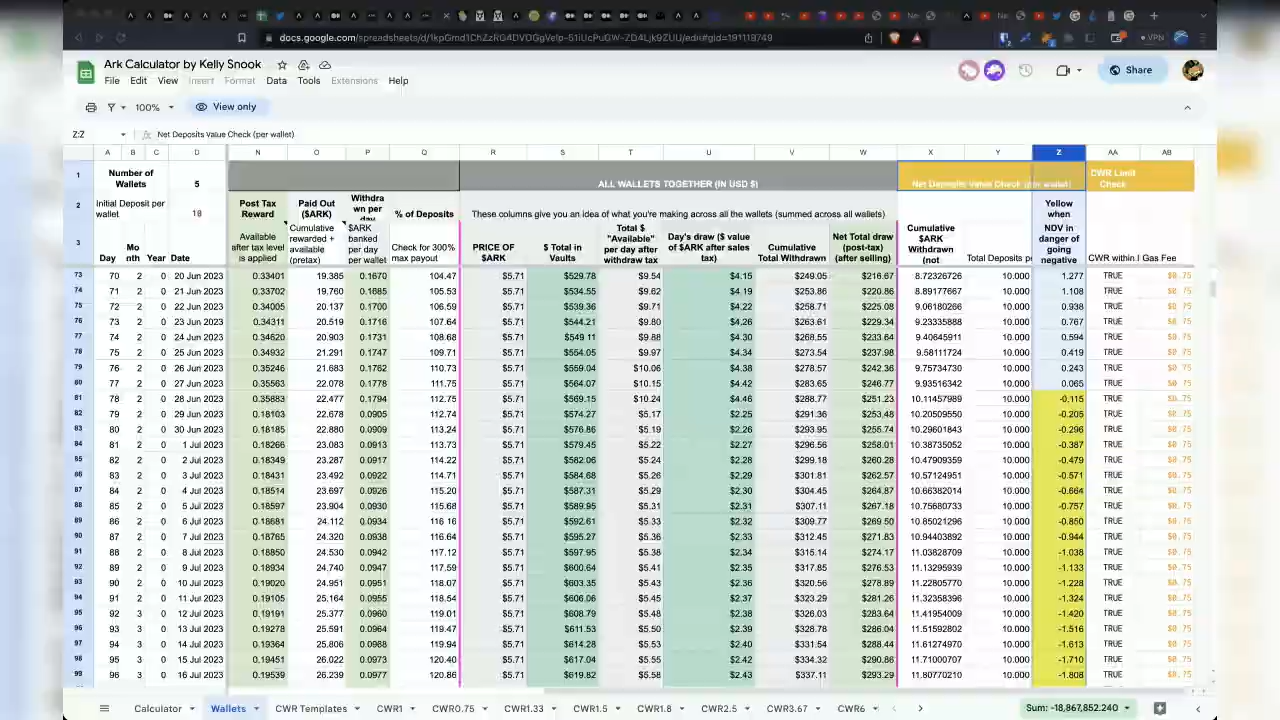 docs.google.com/spreadsheets/d/
Ark Calculator by Kelly Snook
File Edit View Insert Format Data Tools Extensions Help
Share
100% View only
Z:Z Net Deposits Value Check (per wallet)
A B C D N O P Q R S T U V W X Y Z AA AB
1 Number of Wallets 5 ALL WALLETS TOGETHER (IN USD $) Net Deposits Value Check (per wallet) CWR Limit Check
2 Initial Deposit per wallet 10 Post Tax Reward Paid Out ($ARK) Withdrawn per day % of Deposits These columns give you an idea of what you're making across all the wallets (summed across all wallets) Yellow when NDV in danger of going negative
3 Day Month Year Date Available after tax level is applied Cumulative rewarded + available (pretax) $ARK banked per day per wallet Check for 300% max payout PRICE OF $ARK $ Total in Vaults Total $ "Available" per day after withdraw tax Day's draw ($ value of $ARK after sales tax) Cumulative Total Withdrawn Net Total draw (post-tax) (after selling) Cumulative $ARK Withdrawn (not Total Deposits pe CWR within l Gas Fee
73 70 2 0 20 Jun 2023 0.33401 19.385 0.1670 104.47 $5.71 $529.78 $9.54 $4.15 $249.05 $216.67 8.72326726 10.000 1.277 TRUE $0.75
74 71 2 0 21 Jun 2023 0.33703 19.760 0.1685 105.53 $5.71 $534.55 $9.62 $4.19 $253.86 $220.86 8.89177667 10.000 1.108 TRUE $0.75
75 72 2 0 22 Jun 2023 0.34005 20.137 0.1700 106.59 $5.71 $539.36 $9.71 $4.22 $258.71 $225.08 9.06180266 10.000 0.938 TRUE $0.75
76 73 2 0 23 Jun 2023 0.34311 20.519 0.1716 107.64 $5.71 $544.21 $9.80 $4.26 $263.61 $229.34 9.23335888 10.000 0.767 TRUE $0.75
77 74 2 0 24 Jun 2023 0.34620 20.903 0.1731 108.68 $5.71 $549.11 $9.88 $4.30 $268.55 $233.64 9.40645911 10.000 0.594 TRUE $0.75
78 75 2 0 25 Jun 2023 0.34932 21.291 0.1747 109.71 $5.71 $554.05 $9.97 $4.34 $273.54 $237.98 9.58111724 10.000 0.419 TRUE $0.75
79 76 2 0 26 Jun 2023 0.35246 21.683 0.1762 110.73 $5.71 $559.04 $10.06 $4.38 $278.57 $242.36 9.75734730 10.000 0.243 TRUE $0.75
80 77 2 0 27 Jun 2023 0.35563 22.078 0.1778 111.75 $5.71 $564.07 $10.15 $4.42 $283.65 $246.77 9.93516342 10.000 0.065 TRUE $0.75
81 78 2 0 28 Jun 2023 0.35883 22.477 0.1794 112.75 $5.71 $569.15 $10.24 $4.46 $288.77 $251.23 10.11457989 10.000 -0.115 TRUE $0.75
82 79 2 0 29 Jun 2023 0.18103 22.680 0.0905 112.74 $5.71 $574.27 $5.17 $2.25 $291.36 $253.48 10.20509550 10.000 -0.205 TRUE $0.75
83 80 2 0 30 Jun 2023 0.18185 22.880 0.0909 113.24 $5.71 $576.86 $5.19 $2.26 $293.95 $255.74 10.29601843 10.000 -0.296 TRUE $0.75
84 81 2 0 1 Jul 2023 0.18266 23.083 0.0913 113.73 $5.71 $579.45 $5.22 $2.27 $296.56 $258.01 10.38735052 10.000 -0.387 TRUE $0.75
85 82 2 0 2 Jul 2023 0.18349 23.287 0.0917 114.22 $5.71 $582.06 $5.24 $2.28 $299.18 $260.28 10.47909359 10.000 -0.479 TRUE $0.75
86 83 2 0 3 Jul 2023 0.18431 23.492 0.0922 114.71 $5.71 $584.68 $5.26 $2.29 $301.81 $262.57 10.57124951 10.000 -0.571 TRUE $0.75
87 84 2 0 4 Jul 2023 0.18514 23.697 0.0926 115.20 $5.71 $587.31 $5.29 $2.30 $304.45 $264.87 10.66382014 10.000 -0.664 TRUE $0.75
88 85 2 0 5 Jul 2023 0.18597 23.904 0.0930 115.68 $5.71 $589.95 $5.31 $2.31 $307.11 $267.18 10.75680733 10.000 -0.757 TRUE $0.75
89 86 2 0 6 Jul 2023 0.18681 24.112 0.0934 116.16 $5.71 $592.61 $5.33 $2.32 $309.77 $269.50 10.85021296 10.000 -0.850 TRUE $0.75
90 87 2 0 7 Jul 2023 0.18765 24.320 0.0938 116.64 $5.71 $595.27 $5.36 $2.33 $312.45 $271.83 10.94403892 10.000 -0.944 TRUE $0.75
91 88 2 0 8 Jul 2023 0.18850 24.530 0.0942 117.12 $5.71 $597.95 $5.38 $2.34 $315.14 $274.17 11.03828709 10.000 -1.038 TRUE $0.75
92 89 2 0 9 Jul 2023 0.18934 24.740 0.0947 117.59 $5.71 $600.64 $5.41 $2.35 $317.85 $276.53 11.13295939 10.000 -1.133 TRUE $0.75
93 90 2 0 10 Jul 2023 0.19020 24.951 0.0951 118.07 $5.71 $603.35 $5.43 $2.36 $320.56 $278.89 11.22805770 10.000 -1.228 TRUE $0.75
94 91 2 0 11 Jul 2023 0.19105 25.164 0.0955 118.54 $5.71 $606.06 $5.45 $2.37 $323.29 $281.26 11.32358396 10.000 -1.324 TRUE $0.75
95 92 3 0 12 Jul 2023 0.19191 25.377 0.0960 119.01 $5.71 $608.79 $5.48 $2.38 $326.03 $283.64 11.41954009 10.000 -1.420 TRUE $0.75
96 93 3 0 13 Jul 2023 0.19278 25.591 0.0964 119.47 $5.71 $611.53 $5.50 $2.39 $328.78 $286.04 11.51592802 10.000 -1.516 TRUE $0.75
97 94 3 0 14 Jul 2023 0.19364 25.806 0.0968 119.94 $5.71 $614.28 $5.53 $2.40 $331.54 $288.44 11.61274970 10.000 -1.613 TRUE $0.75
98 95 3 0 15 Jul 2023 0.19451 26.022 0.0973 120.40 $5.71 $617.04 $5.55 $2.42 $334.32 $290.86 11.71000707 10.000 -1.710 TRUE $0.75
99 96 3 0 16 Jul 2023 0.19539 26.239 0.0977 120.86 $5.71 $619.82 $5.58 $2.43 $337.11 $293.29 11.80770210 10.000 -1.808 TRUE $0.75
Calculator Wallets CWR Templates CWR1 CWR0.75 CWR1.33 CWR1.5 CWR1.8 CWR2.5 CWR3.67 CWR6 Sum: -18,867,852.240